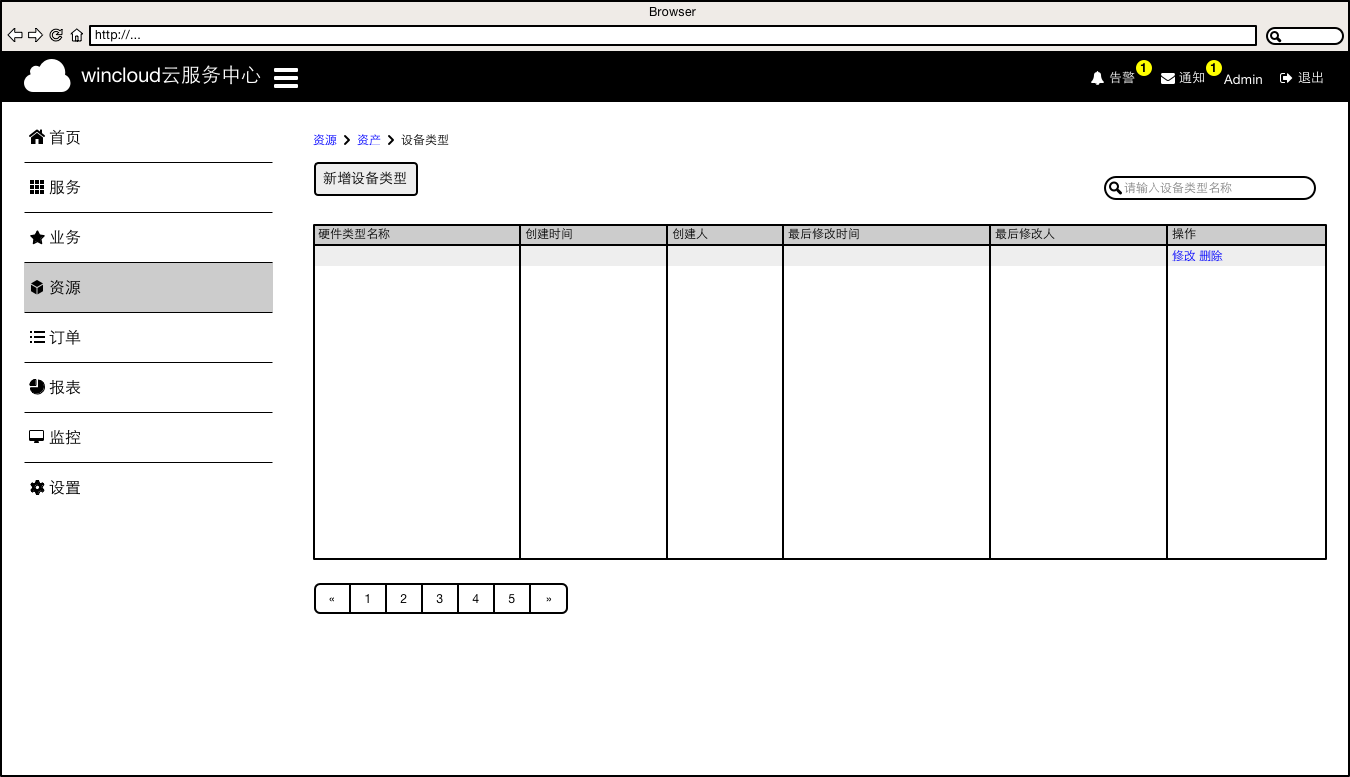 Browser
http://...
wincloud云服务中心
告警 1 通知 1 Admin 退出
首页
服务
业务
资源
订单
报表
监控
设置
资源 资产 设备类型
新增设备类型
请输入设备类型名称
硬件类型名称 创建时间 创建人 最后修改时间 最后修改人 操作
修改 删除
« 1 2 3 4 5 »